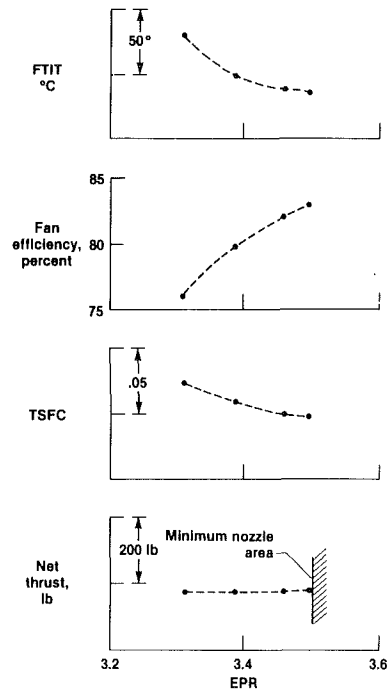 50°
FTIT
°C
85
Fan
efficiency,
percent
80
75
.05
TSFC
Minimum nozzle
area
200 lb
Net
thrust,
lb
3.2
3.4
3.6
EPR